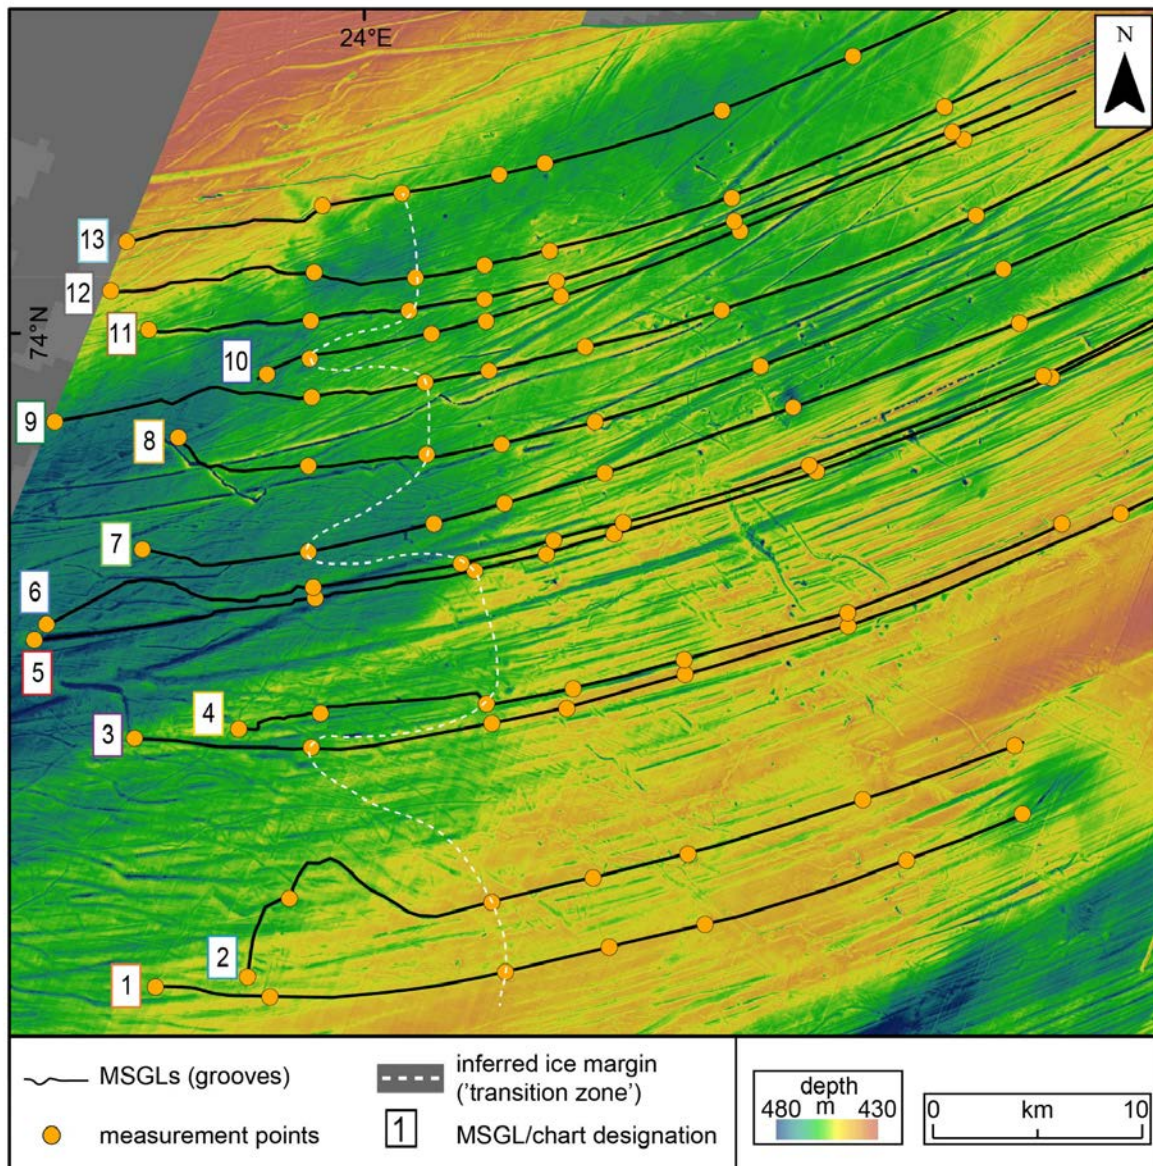 24°E
N
13
12
74°N
11
10
9
8
7
6
5
4
3
2
1
MSGLs (grooves)
inferred ice margin
('transition zone')
measurement points
1
MSGL/chart designation
depth
480 m 430
0 km 10